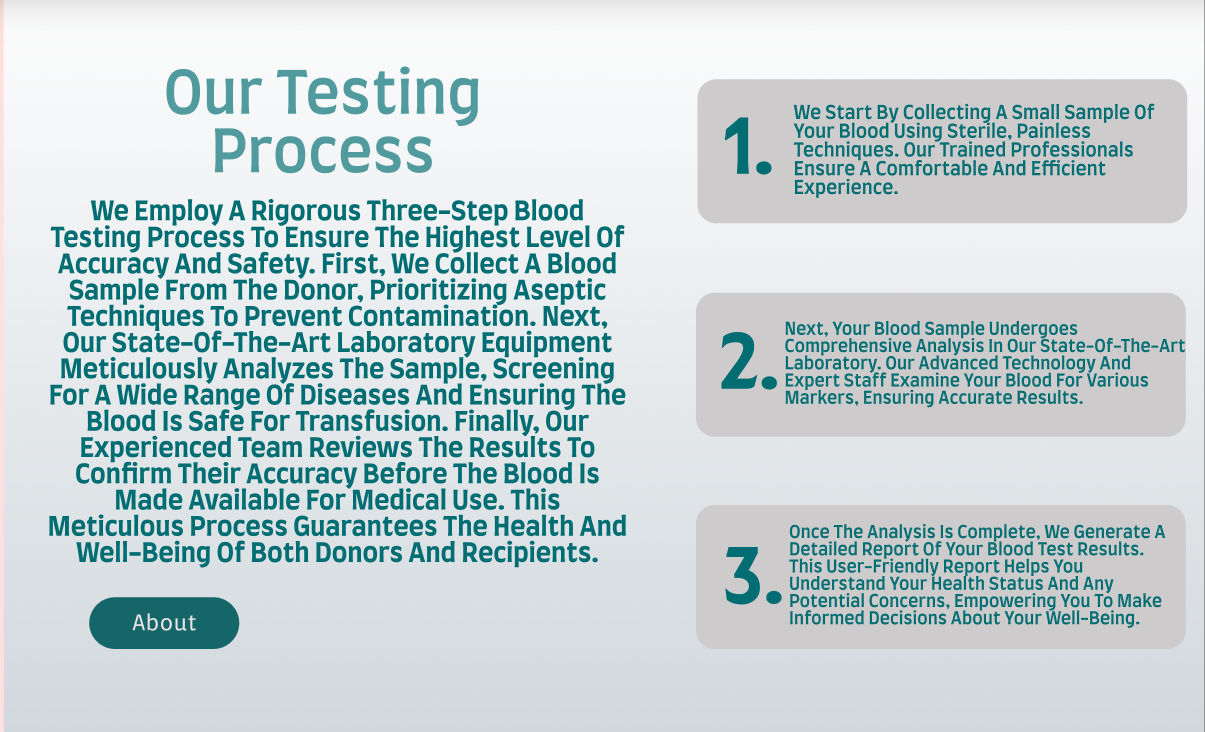 Our Testing
Process
We Employ A Rigorous Three-Step Blood
Testing Process To Ensure The Highest Level Of
Accuracy And Safety. First, We Collect A Blood
Sample From The Donor, Prioritizing Aseptic
Techniques To Prevent Contamination. Next,
Our State-Of-The-Art Laboratory Equipment
Meticulously Analyzes The Sample, Screening
For A Wide Range Of Diseases And Ensuring The
Blood Is Safe For Transfusion. Finally, Our
Experienced Team Reviews The Results To
Confirm Their Accuracy Before The Blood Is
Made Available For Medical Use. This
Meticulous Process Guarantees The Health And
Well-Being Of Both Donors And Recipients.
About
1.
We Start By Collecting A Small Sample Of
Your Blood Using Sterile, Painless
Techniques. Our Trained Professionals
Ensure A Comfortable And Efficient
Experience.
2.
Next, Your Blood Sample Undergoes
Comprehensive Analysis In Our State-Of-The-Art
Laboratory. Our Advanced Technology And
Expert Staff Examine Your Blood For Various
Markers, Ensuring Accurate Results.
3.
Once The Analysis Is Complete, We Generate A
Detailed Report Of Your Blood Test Results.
This User-Friendly Report Helps You
Understand Your Health Status And Any
Potential Concerns, Empowering You To Make
Informed Decisions About Your Well-Being.